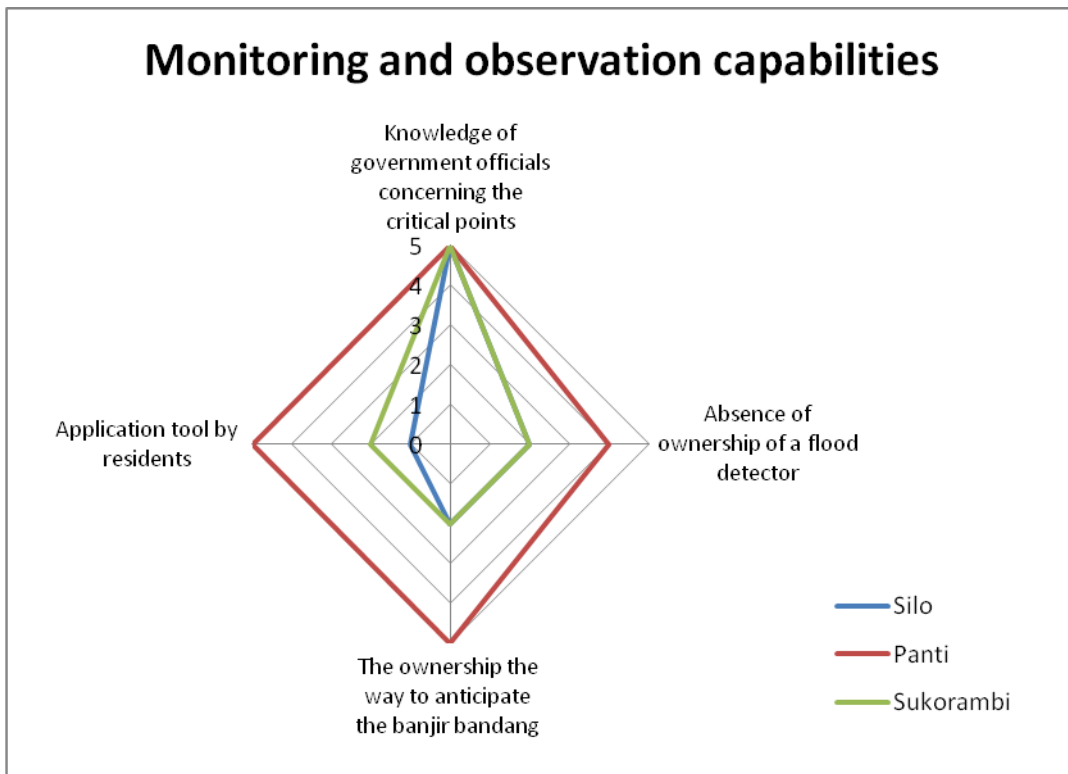 Monitoring and observation capabilities
Knowledge of
government officials
concerning the
critical points
5
4
3
2
1
0
Absence of
ownership of a flood
detector
Application tool by
residents
The ownership the
way to anticipate
the banjir bandang
Silo
Panti
Sukorambi